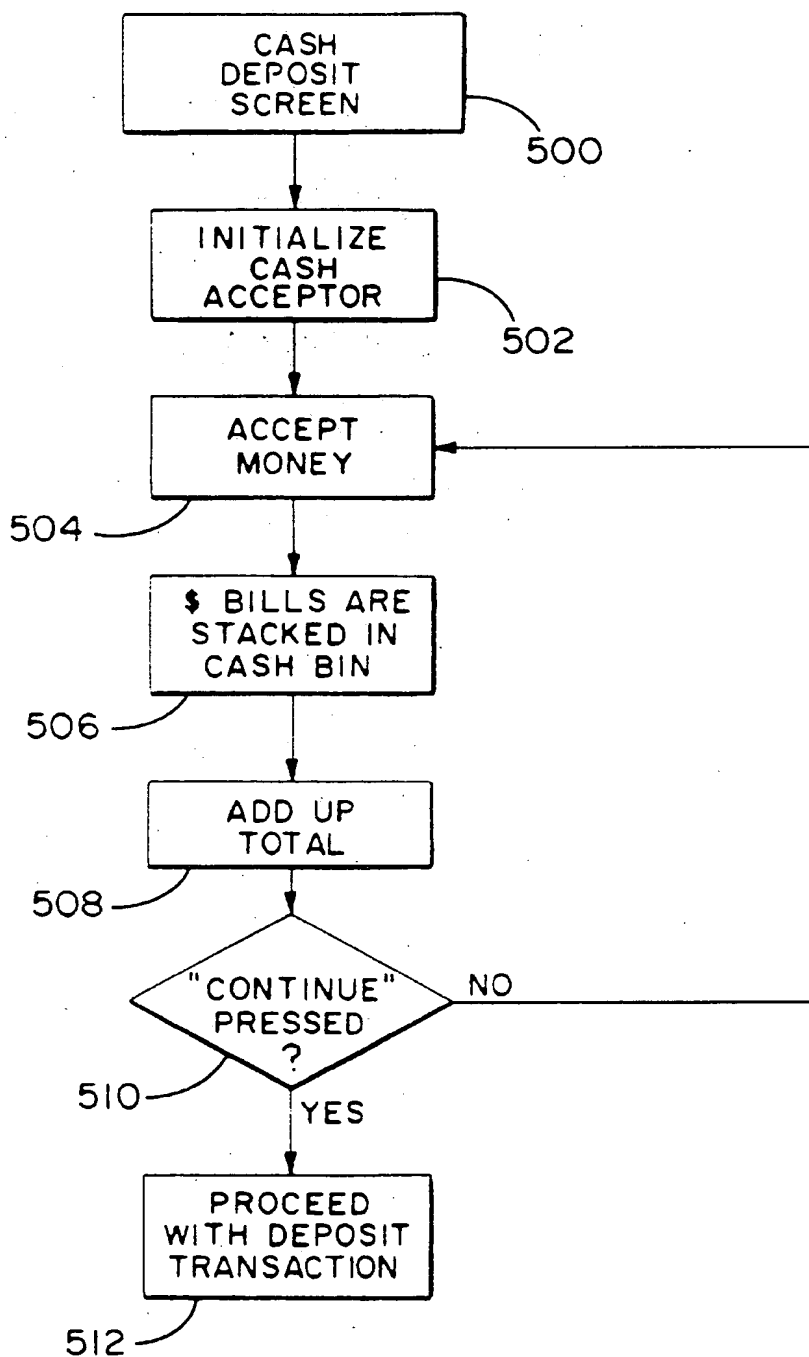 CASH
DEPOSIT
SCREEN
500
INITIALIZE
CASH
ACCEPTOR
502
ACCEPT
MONEY
504
$ BILLS ARE
STACKED IN
CASH BIN
506
ADD UP
TOTAL
508
"CONTINUE"
PRESSED
?
NO
510
YES
PROCEED
WITH DEPOSIT
TRANSACTION
512